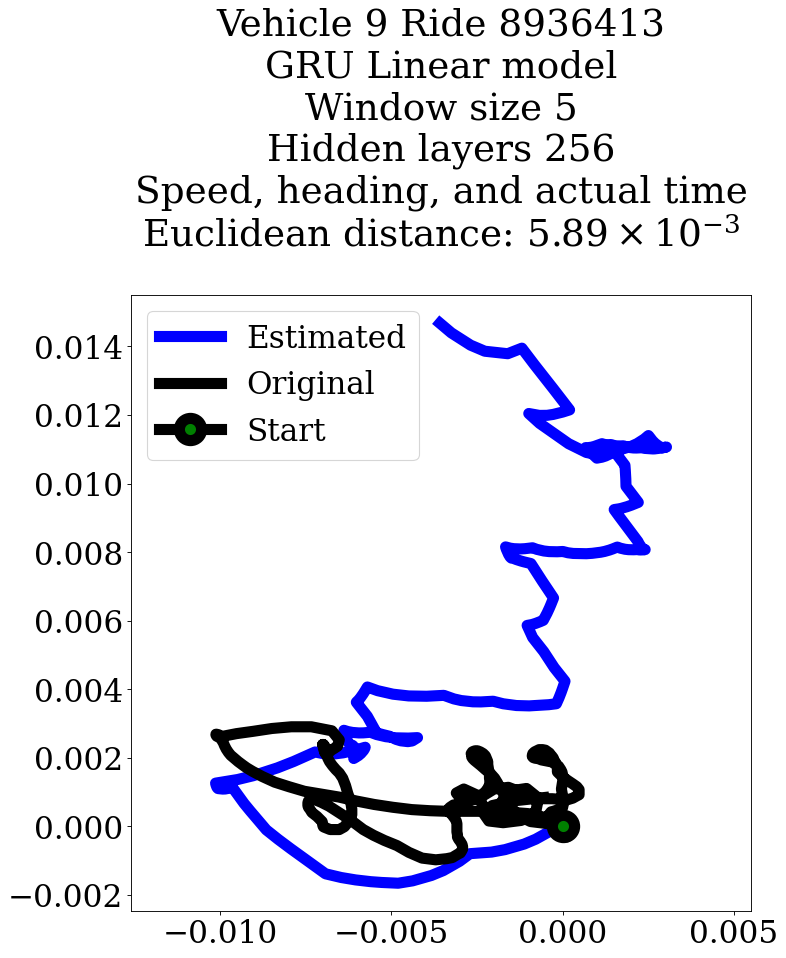 Vehicle 9 Ride 8936413
GRU Linear model
Window size 5
Hidden layers 256
Speed, heading, and actual time
Euclidean distance: 5.89 × 10⁻³
Estimated
Original
Start
0.014
0.012
0.010
0.008
0.006
0.004
0.002
0.000
−0.002
−0.010
−0.005
0.000
0.005